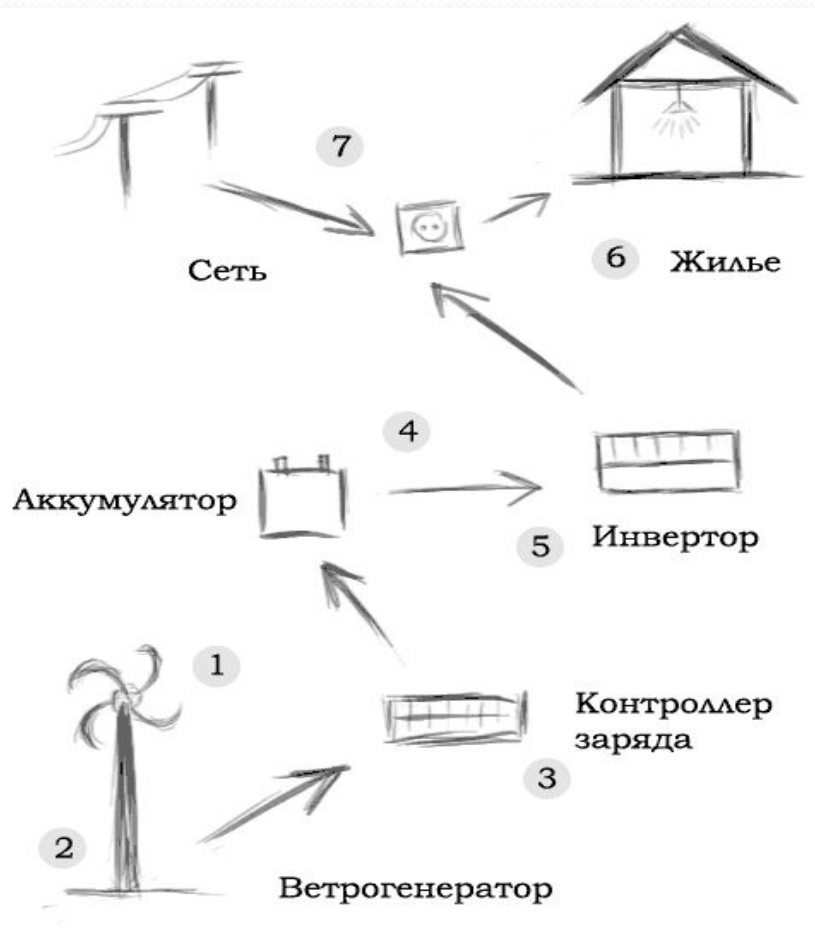 7
Сеть
6 Жилье
4
Аккумулятор
5 Инвертор
1
Контроллер
заряда
3
2
Ветрогенератор